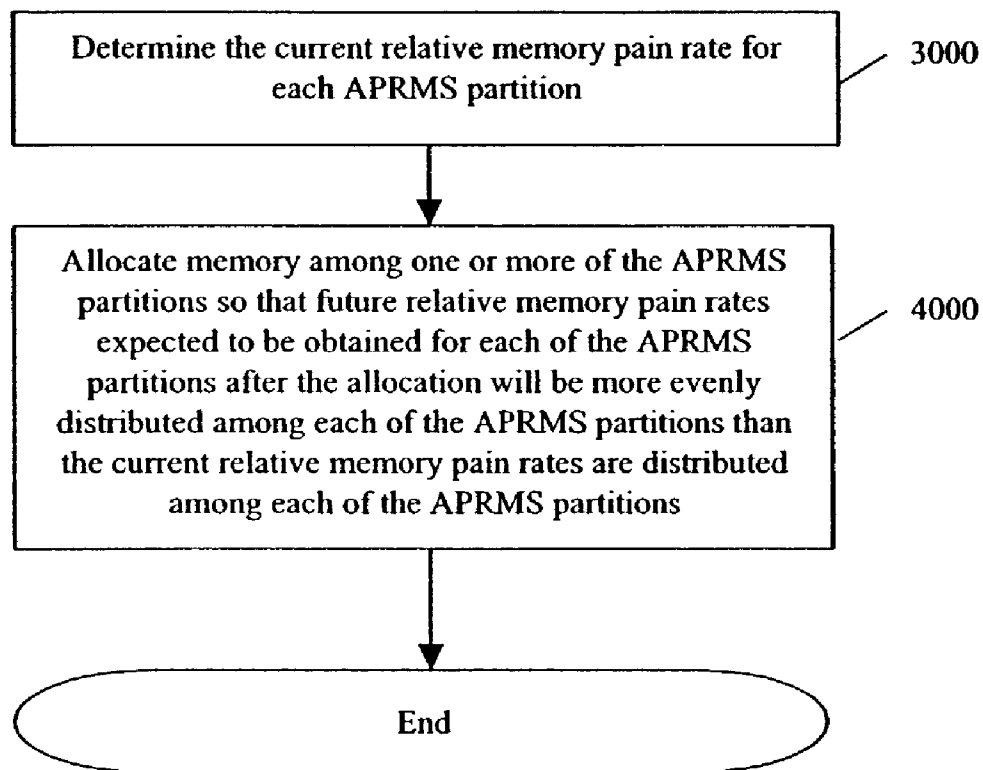 Determine the current relative memory pain rate for
each APRMS partition
3000
Allocate memory among one or more of the APRMS
partitions so that future relative memory pain rates
expected to be obtained for each of the APRMS
partitions after the allocation will be more evenly
distributed among each of the APRMS partitions than
the current relative memory pain rates are distributed
among each of the APRMS partitions
4000
End